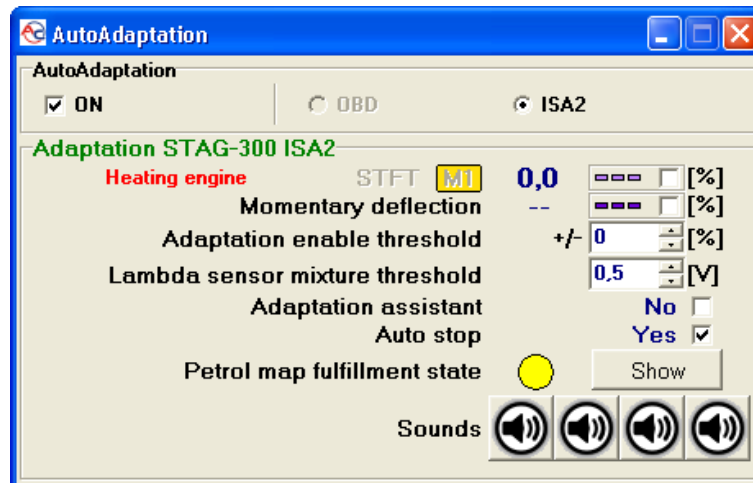 AutoAdaptation
AutoAdaptation
ON OBD ISA2
Adaptation STAG-300 ISA2
Heating engine STFT M1 0,0 [%]
Momentary deflection -- [%]
Adaptation enable threshold +/- 0 [%]
Lambda sensor mixture threshold 0,5 [V]
Adaptation assistant No
Auto stop Yes
Petrol map fulfillment state Show
Sounds